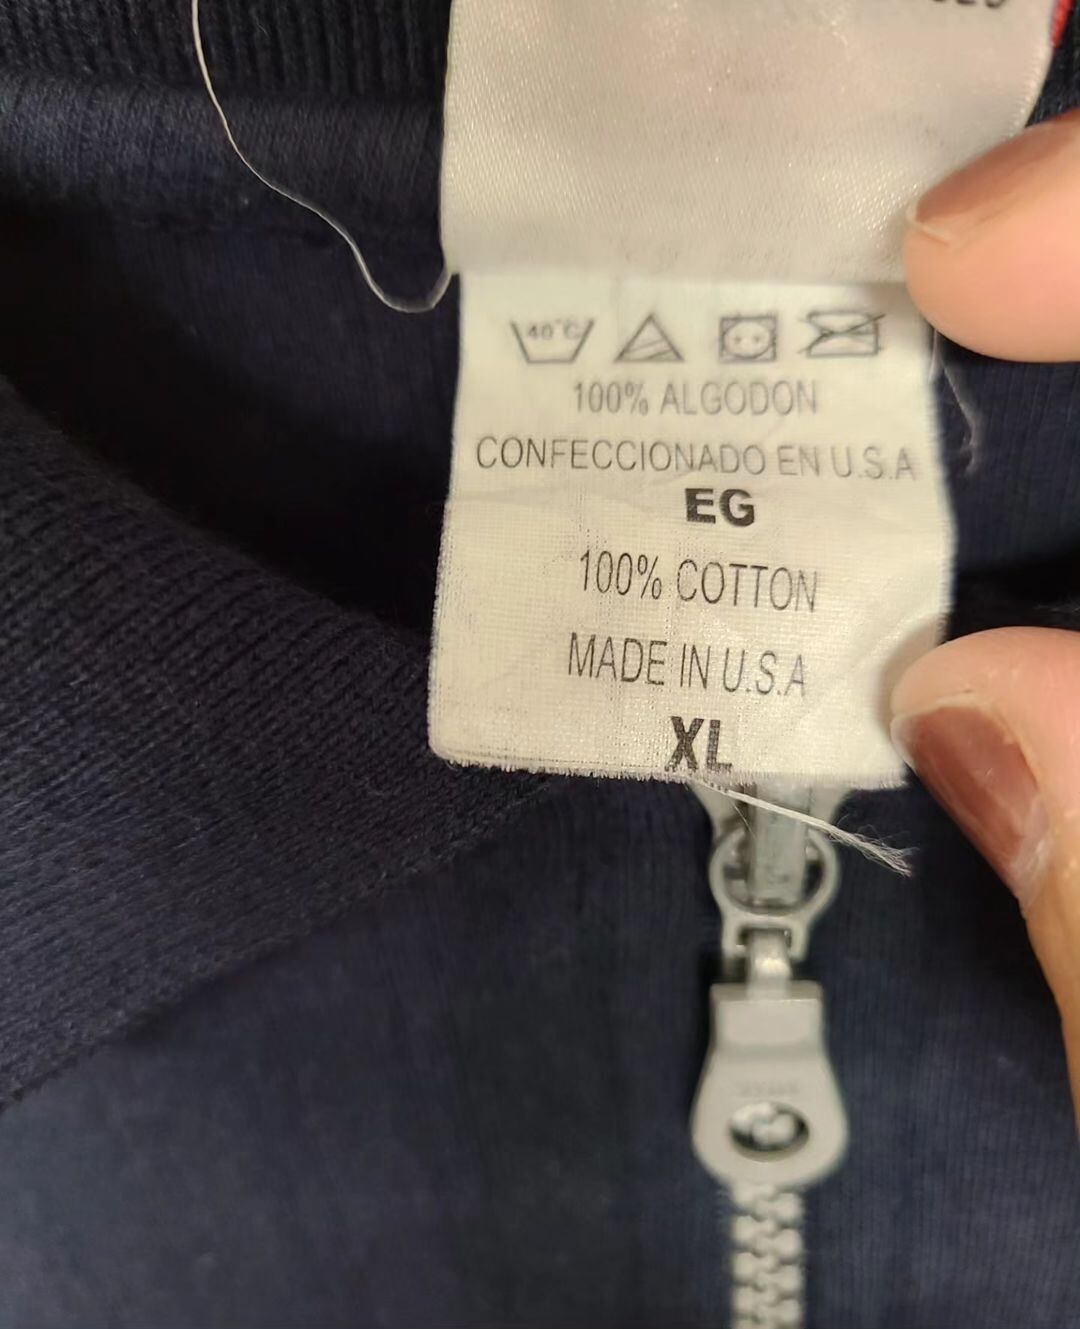 40°C
100% ALGODON
CONFECCIONADO EN U.S.A
EG
100% COTTON
MADE IN U.S.A
XL